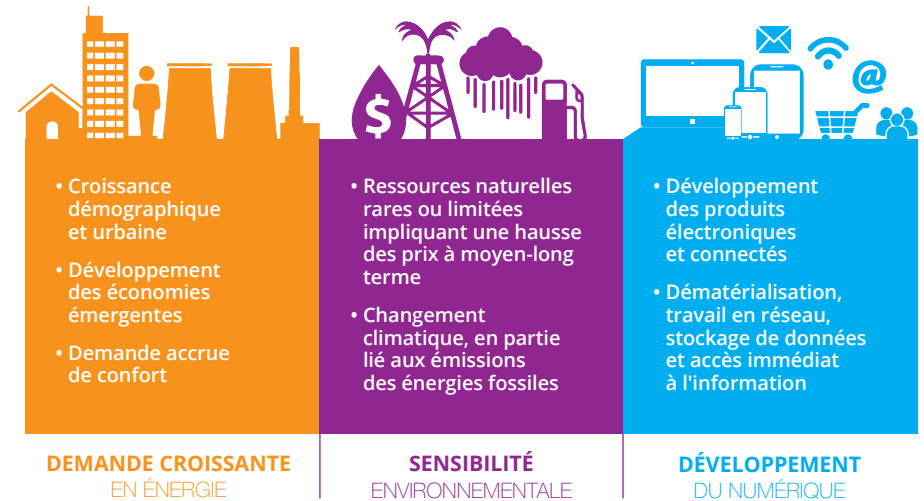 • Croissance
démographique
et urbaine
• Développement
des économies
émergentes
• Demande accrue
de confort
DEMANDE CROISSANTE
EN ÉNERGIE
$
• Ressources naturelles
rares ou limitées
impliquant une hausse
des prix à moyen-long
terme
• Changement
climatique, en partie
lié aux émissions
des énergies fossiles
SENSIBILITÉ
ENVIRONNEMENTALE
@
• Développement
des produits
électroniques
et connectés
• Dématérialisation,
travail en réseau,
stockage de données
et accès immédiat
à l'information
DÉVELOPPEMENT
DU NUMÉRIQUE